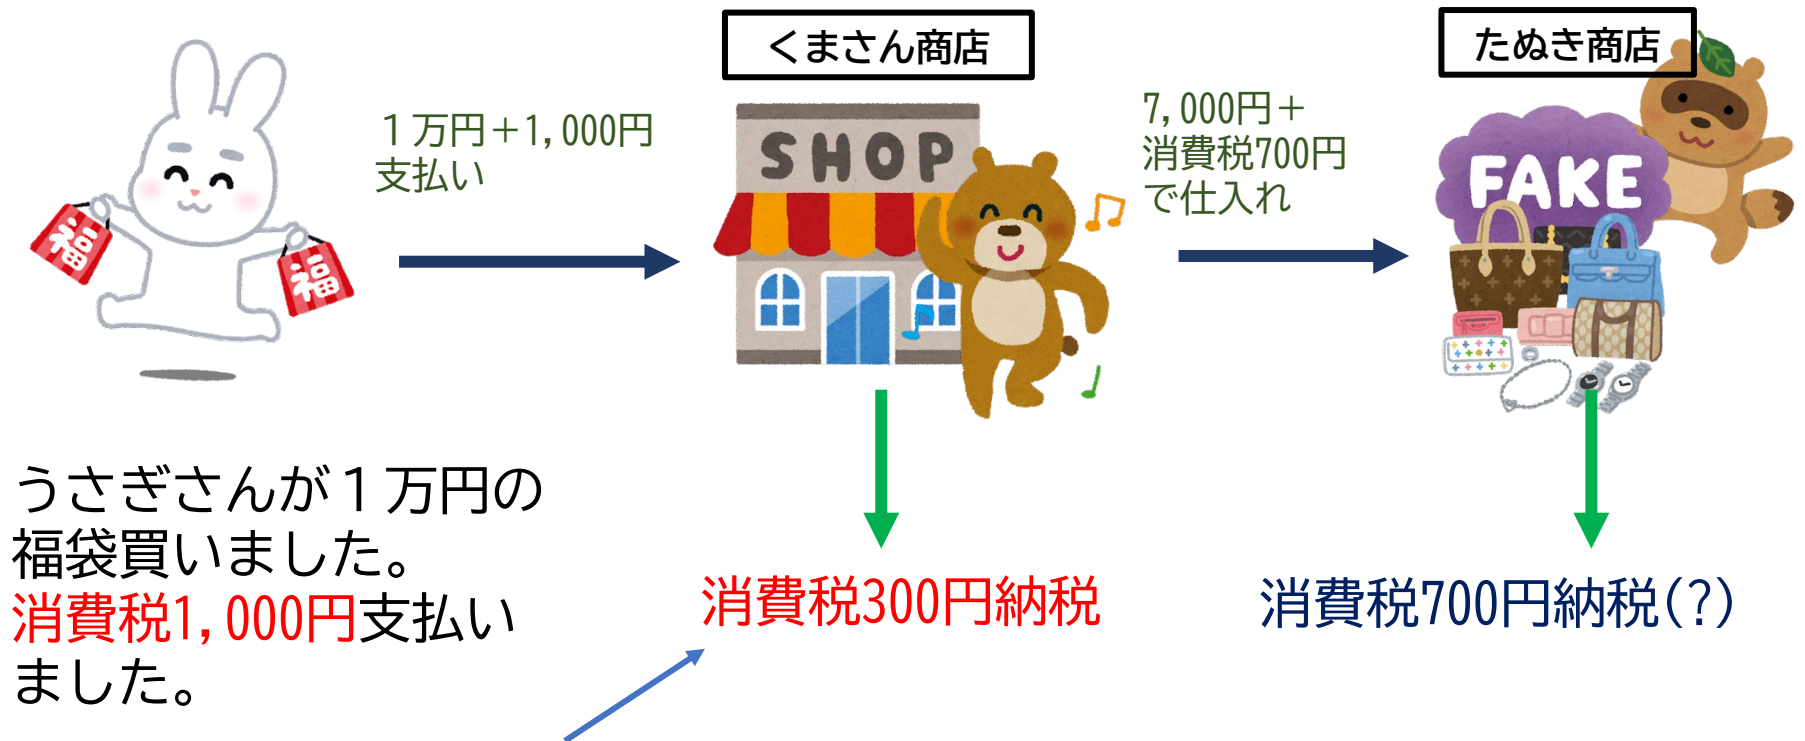 くまさん商店
たぬき商店
１万円＋1,000円
支払い
7,000円＋
消費税700円
で仕入れ
SHOP
FAKE
福
福
うさぎさんが１万円の
福袋買いました。
消費税1,000円支払い
ました。
消費税300円納税
消費税700円納税(?)